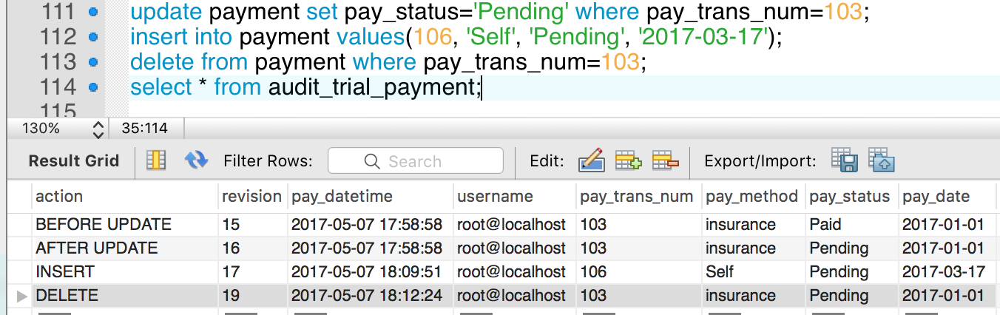 111 update payment set pay_status='Pending' where pay_trans_num=103;
112 insert into payment values(106, 'Self', 'Pending', '2017-03-17');
113 delete from payment where pay_trans_num=103;
114 select * from audit_trial_payment;
115
130% 35:114
Result Grid Filter Rows: Search Edit: Export/Import:
action revision pay_datetime username pay_trans_num pay_method pay_status pay_date
BEFORE UPDATE 15 2017-05-07 17:58:58 root@localhost 103 insurance Paid 2017-01-01
AFTER UPDATE 16 2017-05-07 17:58:58 root@localhost 103 insurance Pending 2017-01-01
INSERT 17 2017-05-07 18:09:51 root@localhost 106 Self Pending 2017-03-17
DELETE 19 2017-05-07 18:12:24 root@localhost 103 insurance Pending 2017-01-01